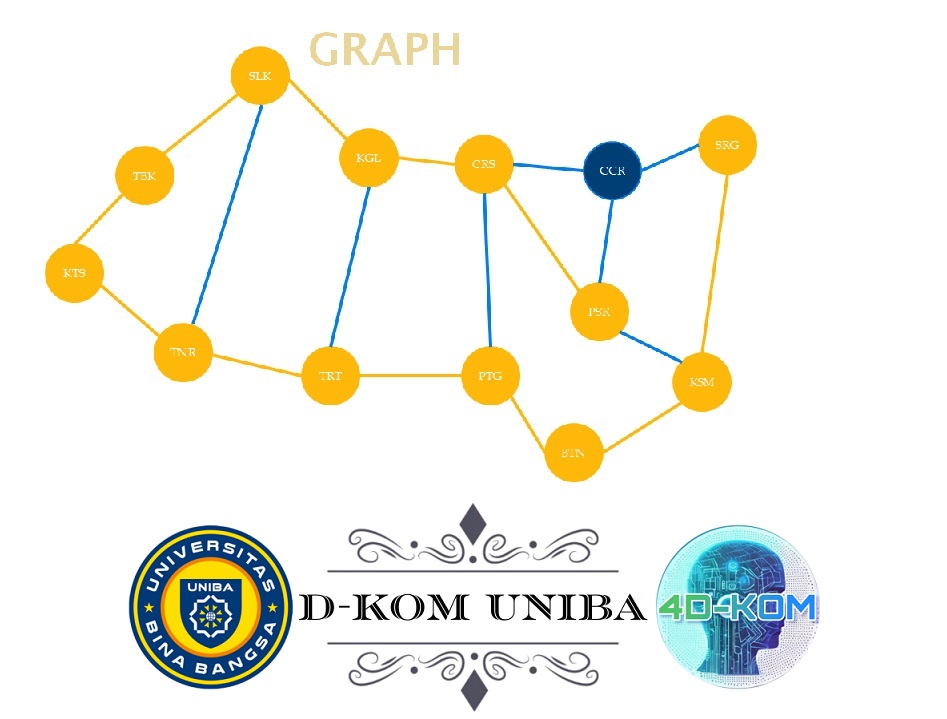 GRAPH
SLK
SRG
KGL
CRS
CCR
TBK
KTS
PSR
TNR
TRT
PTG
KSM
BTN
UNIVERSITAS
UNIBA
BINA BANGSA
D-KOM UNIBA
4D-KOM